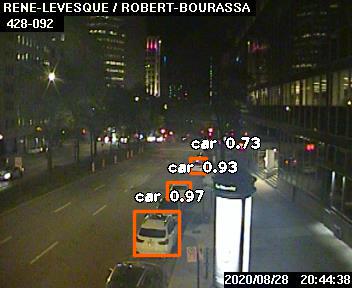 RENE-LEVESQUE / ROBERT-BOURASSA
428-092
car 0.73
car 0.93
car 0.97
2020/08/28 20:44:38